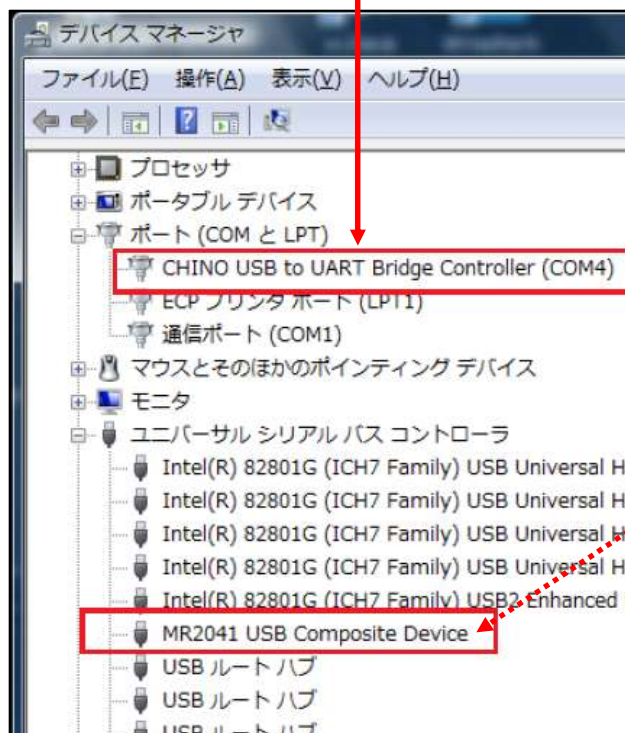 デバイス マネージャ
ファイル(F) 操作(A) 表示(V) ヘルプ(H)
プロセッサ
ポータブル デバイス
ポート (COM と LPT)
CHINO USB to UART Bridge Controller (COM4)
ECP プリンタ ポート (LPT1)
通信ポート (COM1)
マウスとそのほかのポインティング デバイス
モニタ
ユニバーサル シリアル バス コントローラ
Intel(R) 82801G (ICH7 Family) USB Universal H
Intel(R) 82801G (ICH7 Family) USB Universal H
Intel(R) 82801G (ICH7 Family) USB Universal H
Intel(R) 82801G (ICH7 Family) USB Universal H
Intel(R) 82801G (ICH7 Family) USB2 Enhanced
MR2041 USB Composite Device
USB ルート ハブ
USB ルート ハブ
USB ルート ハブ